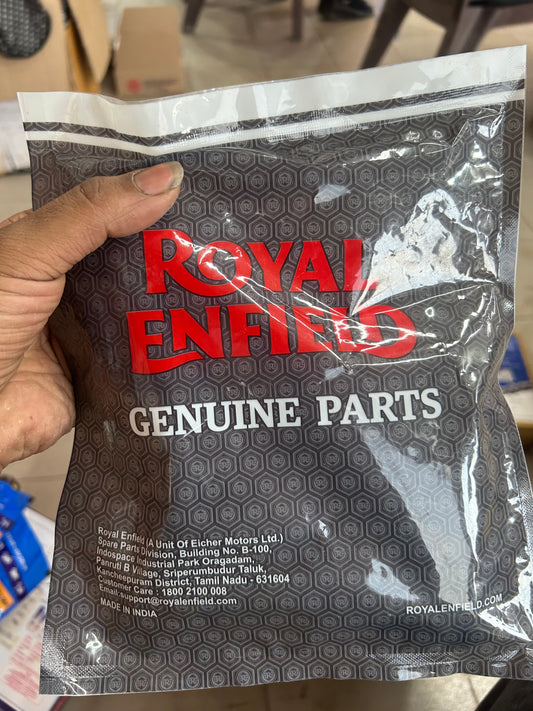 ROYAL
ENFIELD
GENUINE PARTS
Royal Enfield (A Unit Of Eicher Motors Ltd.)
Spare Parts Division, Building No. B-100,
Indospace Industrial Park Oragadam,
Panruti B Village, Sriperumbudur Taluk,
Kancheepuram District, Tamil Nadu - 631604
Customer Care : 1800 2100 008
Email:support@royalenfield.com
MADE IN INDIA
ROYALENFIELD.COM